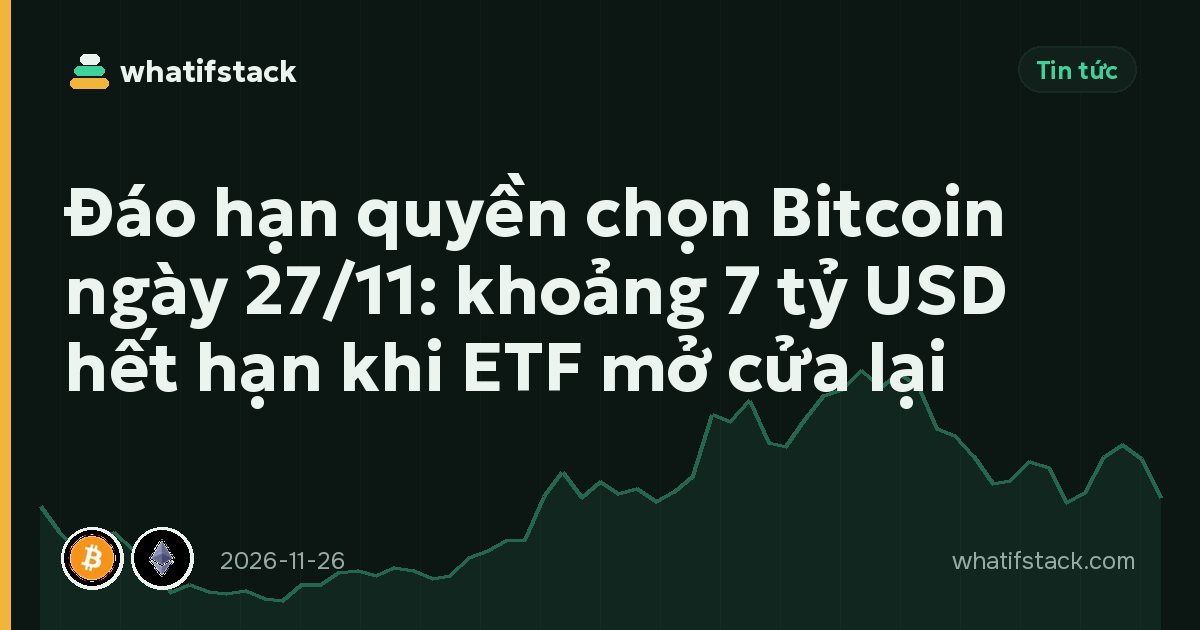 whatifstack
Tin tức
Đáo hạn quyền chọn Bitcoin
ngày 27/11: khoảng 7 tỷ USD
hết hạn khi ETF mở cửa lại
2026-11-26
whatifstack.com